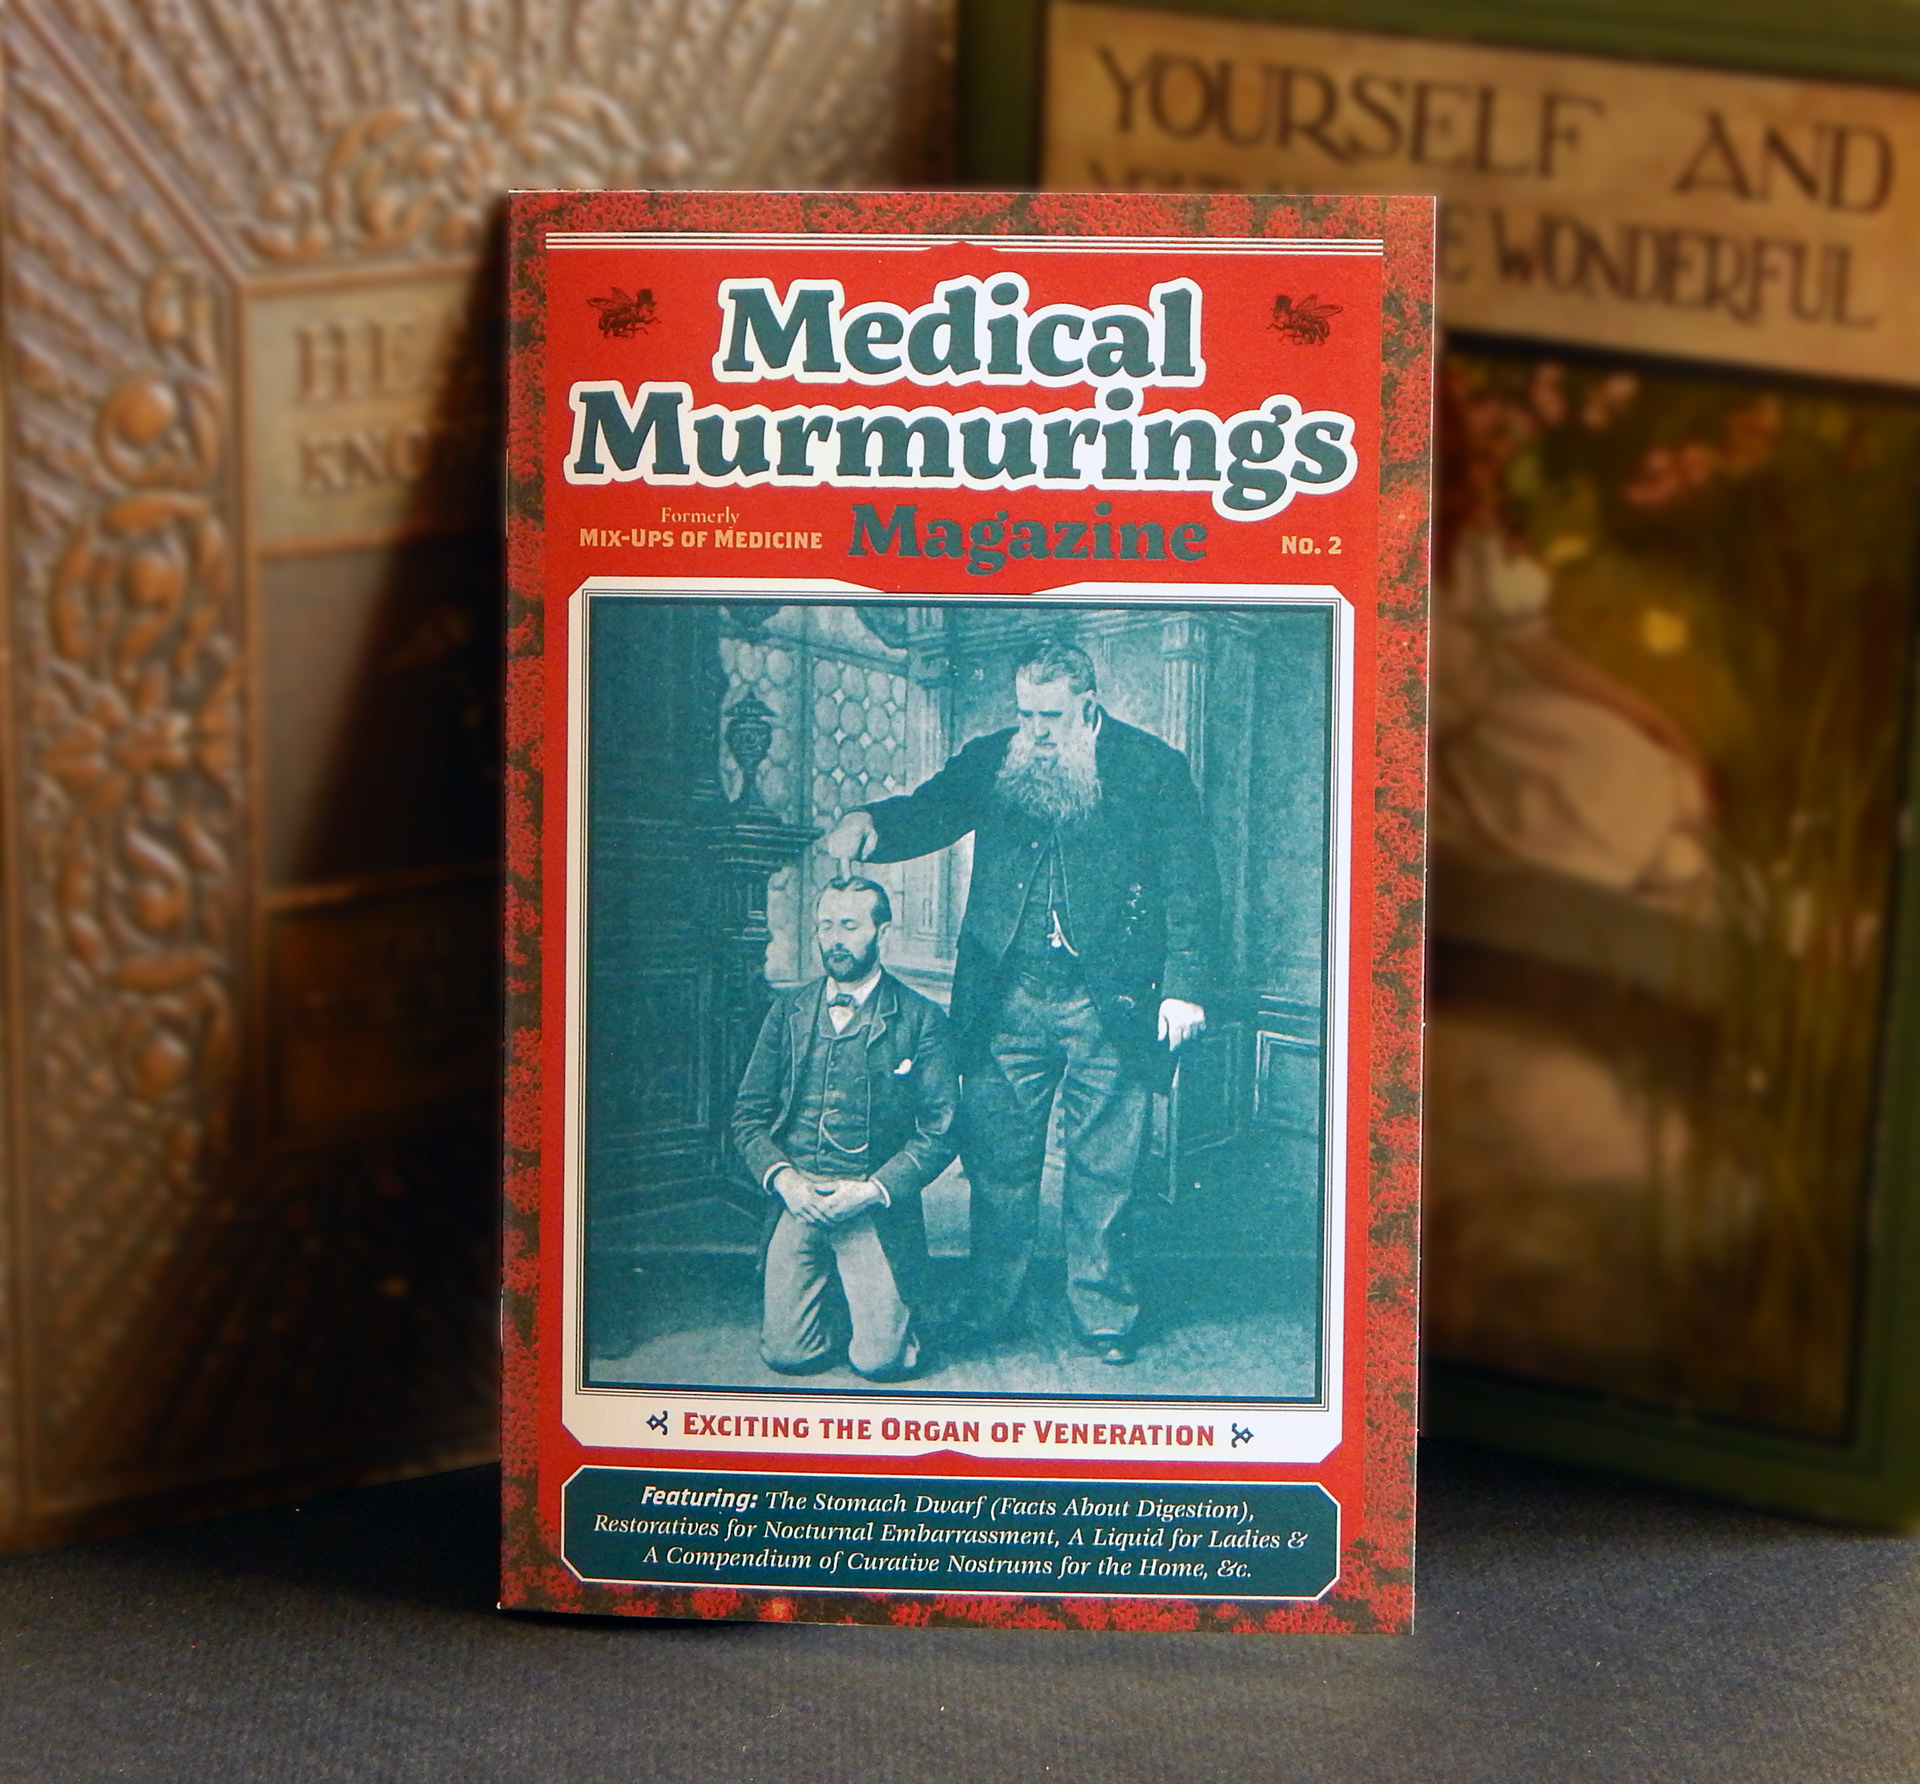 YOURSELF AND
WONDERFUL
HE
Medical
Murmurings
Formerly
MIX-UPS OF MEDICINE
Magazine
No. 2
EXCITING THE ORGAN OF VENERATION
Featuring: The Stomach Dwarf (Facts About Digestion),
Restoratives for Nocturnal Embarrassment, A Liquid for Ladies &
A Compendium of Curative Nostrums for the Home, &c.